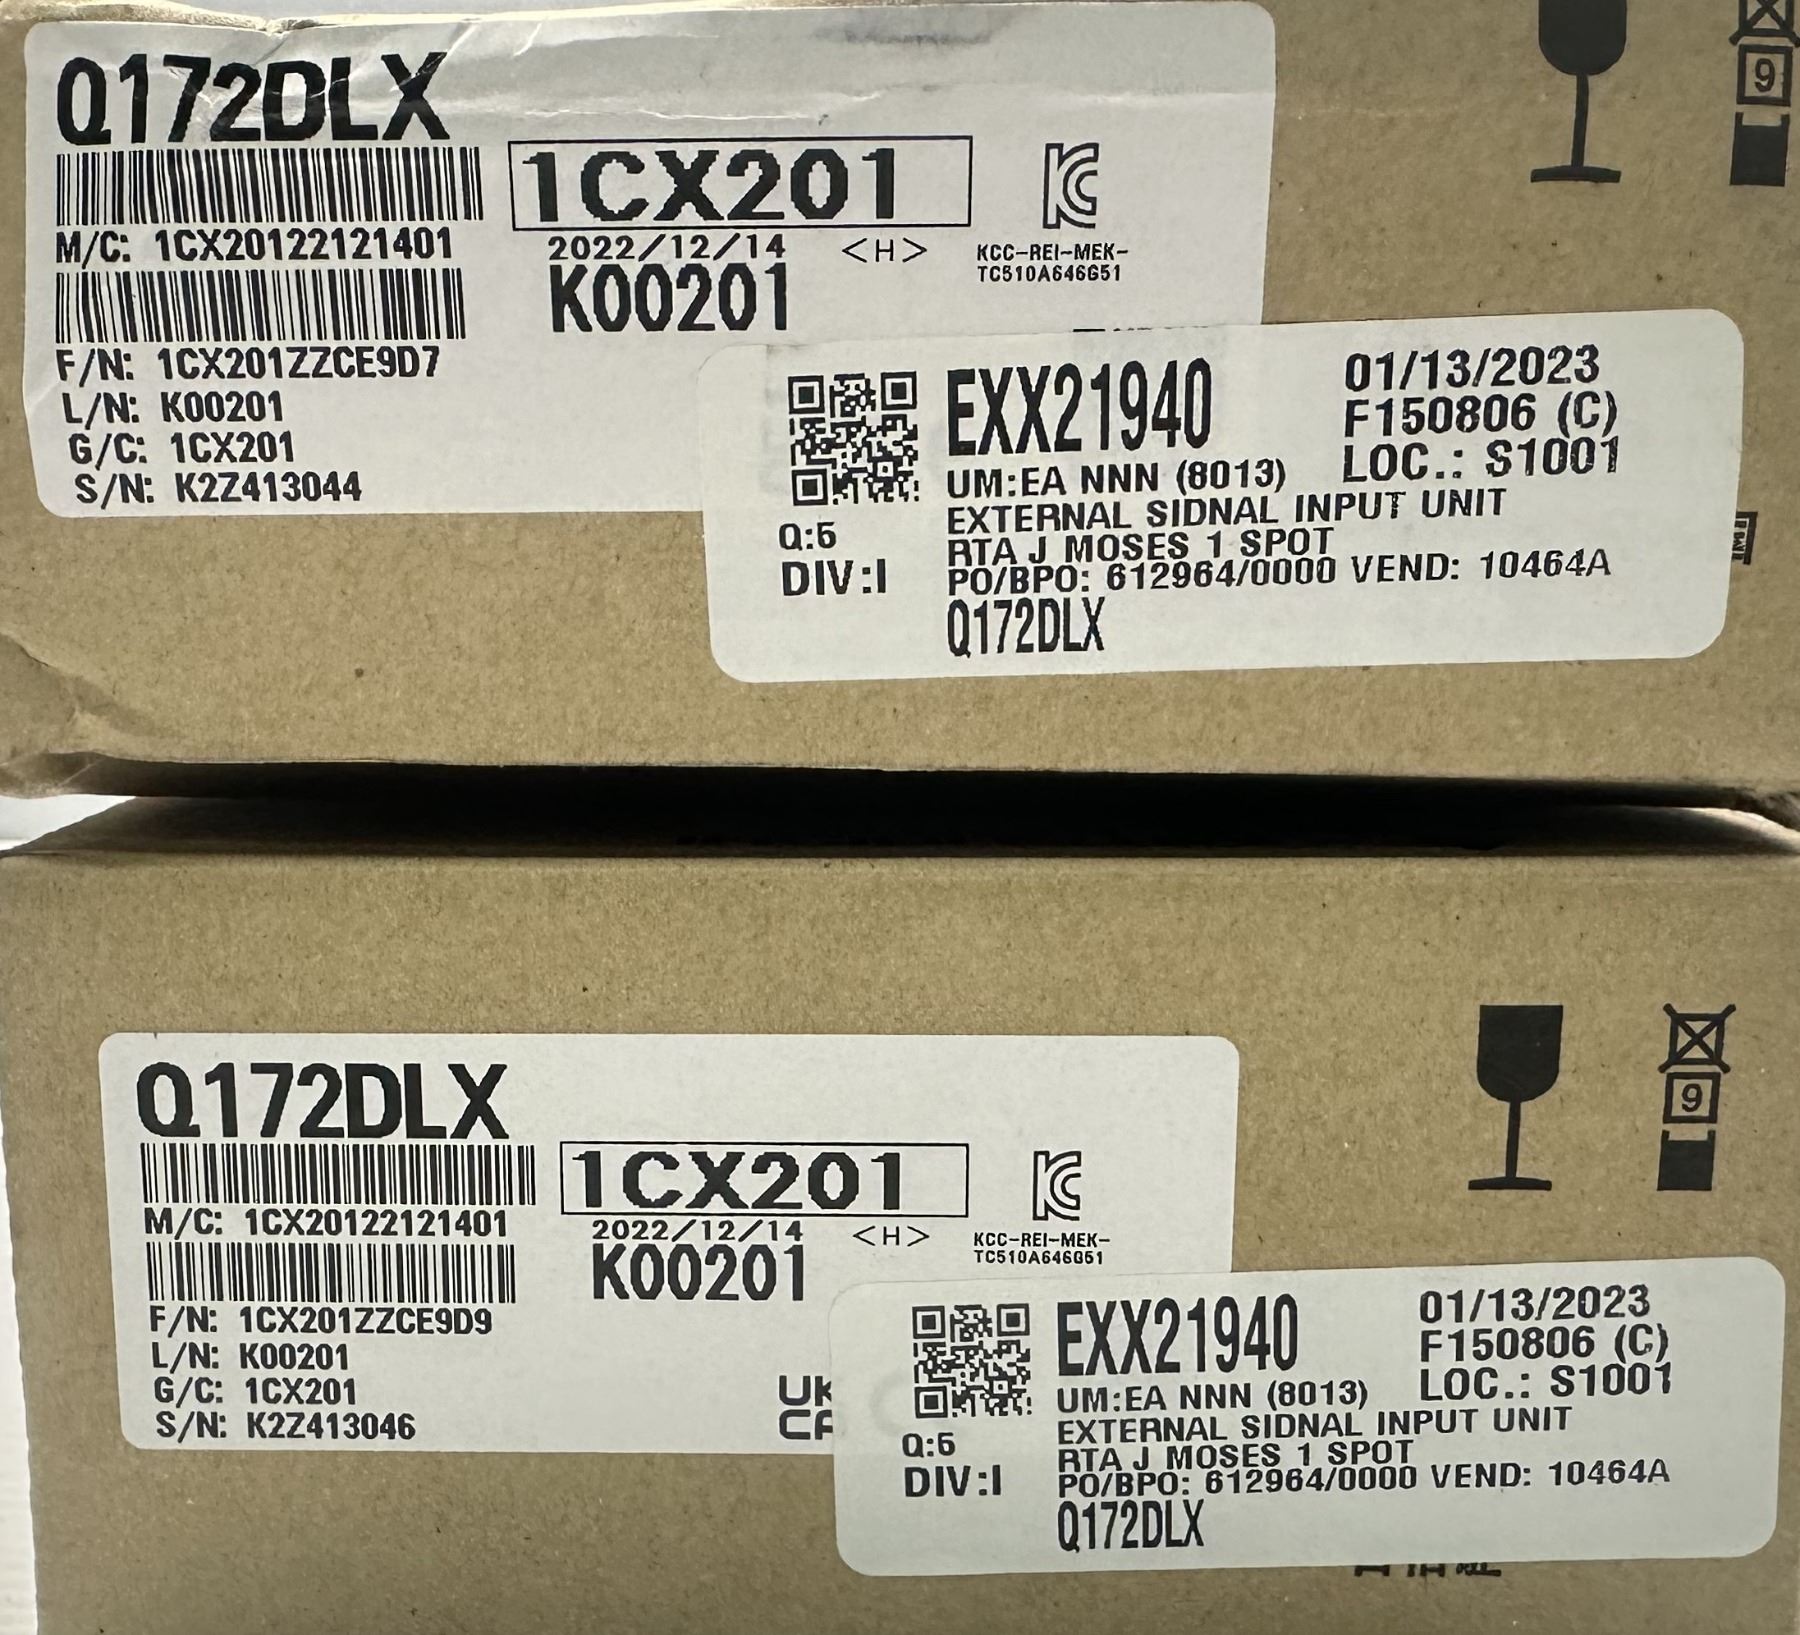 Q172DLX
1CX201
M/C: 1CX20122121401
2022/12/14 <H>
KCC-REI-MEK-
TC510A646G51
K00201
F/N: 1CX201ZZCE9D7
L/N: K00201
G/C: 1CX201
S/N: K2Z413044
9
EXX21940
01/13/2023
F150806 (C)
LOC.: S1001
UM:EA NNN (8013)
EXTERNAL SIDNAL INPUT UNIT
Q:5
RTA J MOSES 1 SPOT
DIV:I
PO/BPO: 612964/0000 VEND: 10464A
Q172DLX
Q172DLX
1CX201
M/C: 1CX20122121401
2022/12/14 <H>
KCC-REI-MEK-
TC510A646G51
K00201
F/N: 1CX201ZZCE9D9
L/N: K00201
G/C: 1CX201
S/N: K2Z413046
UK
CA
9
EXX21940
01/13/2023
F150806 (C)
LOC.: S1001
UM:EA NNN (8013)
EXTERNAL SIDNAL INPUT UNIT
Q:5
RTA J MOSES 1 SPOT
DIV:I
PO/BPO: 612964/0000 VEND: 10464A
Q172DLX